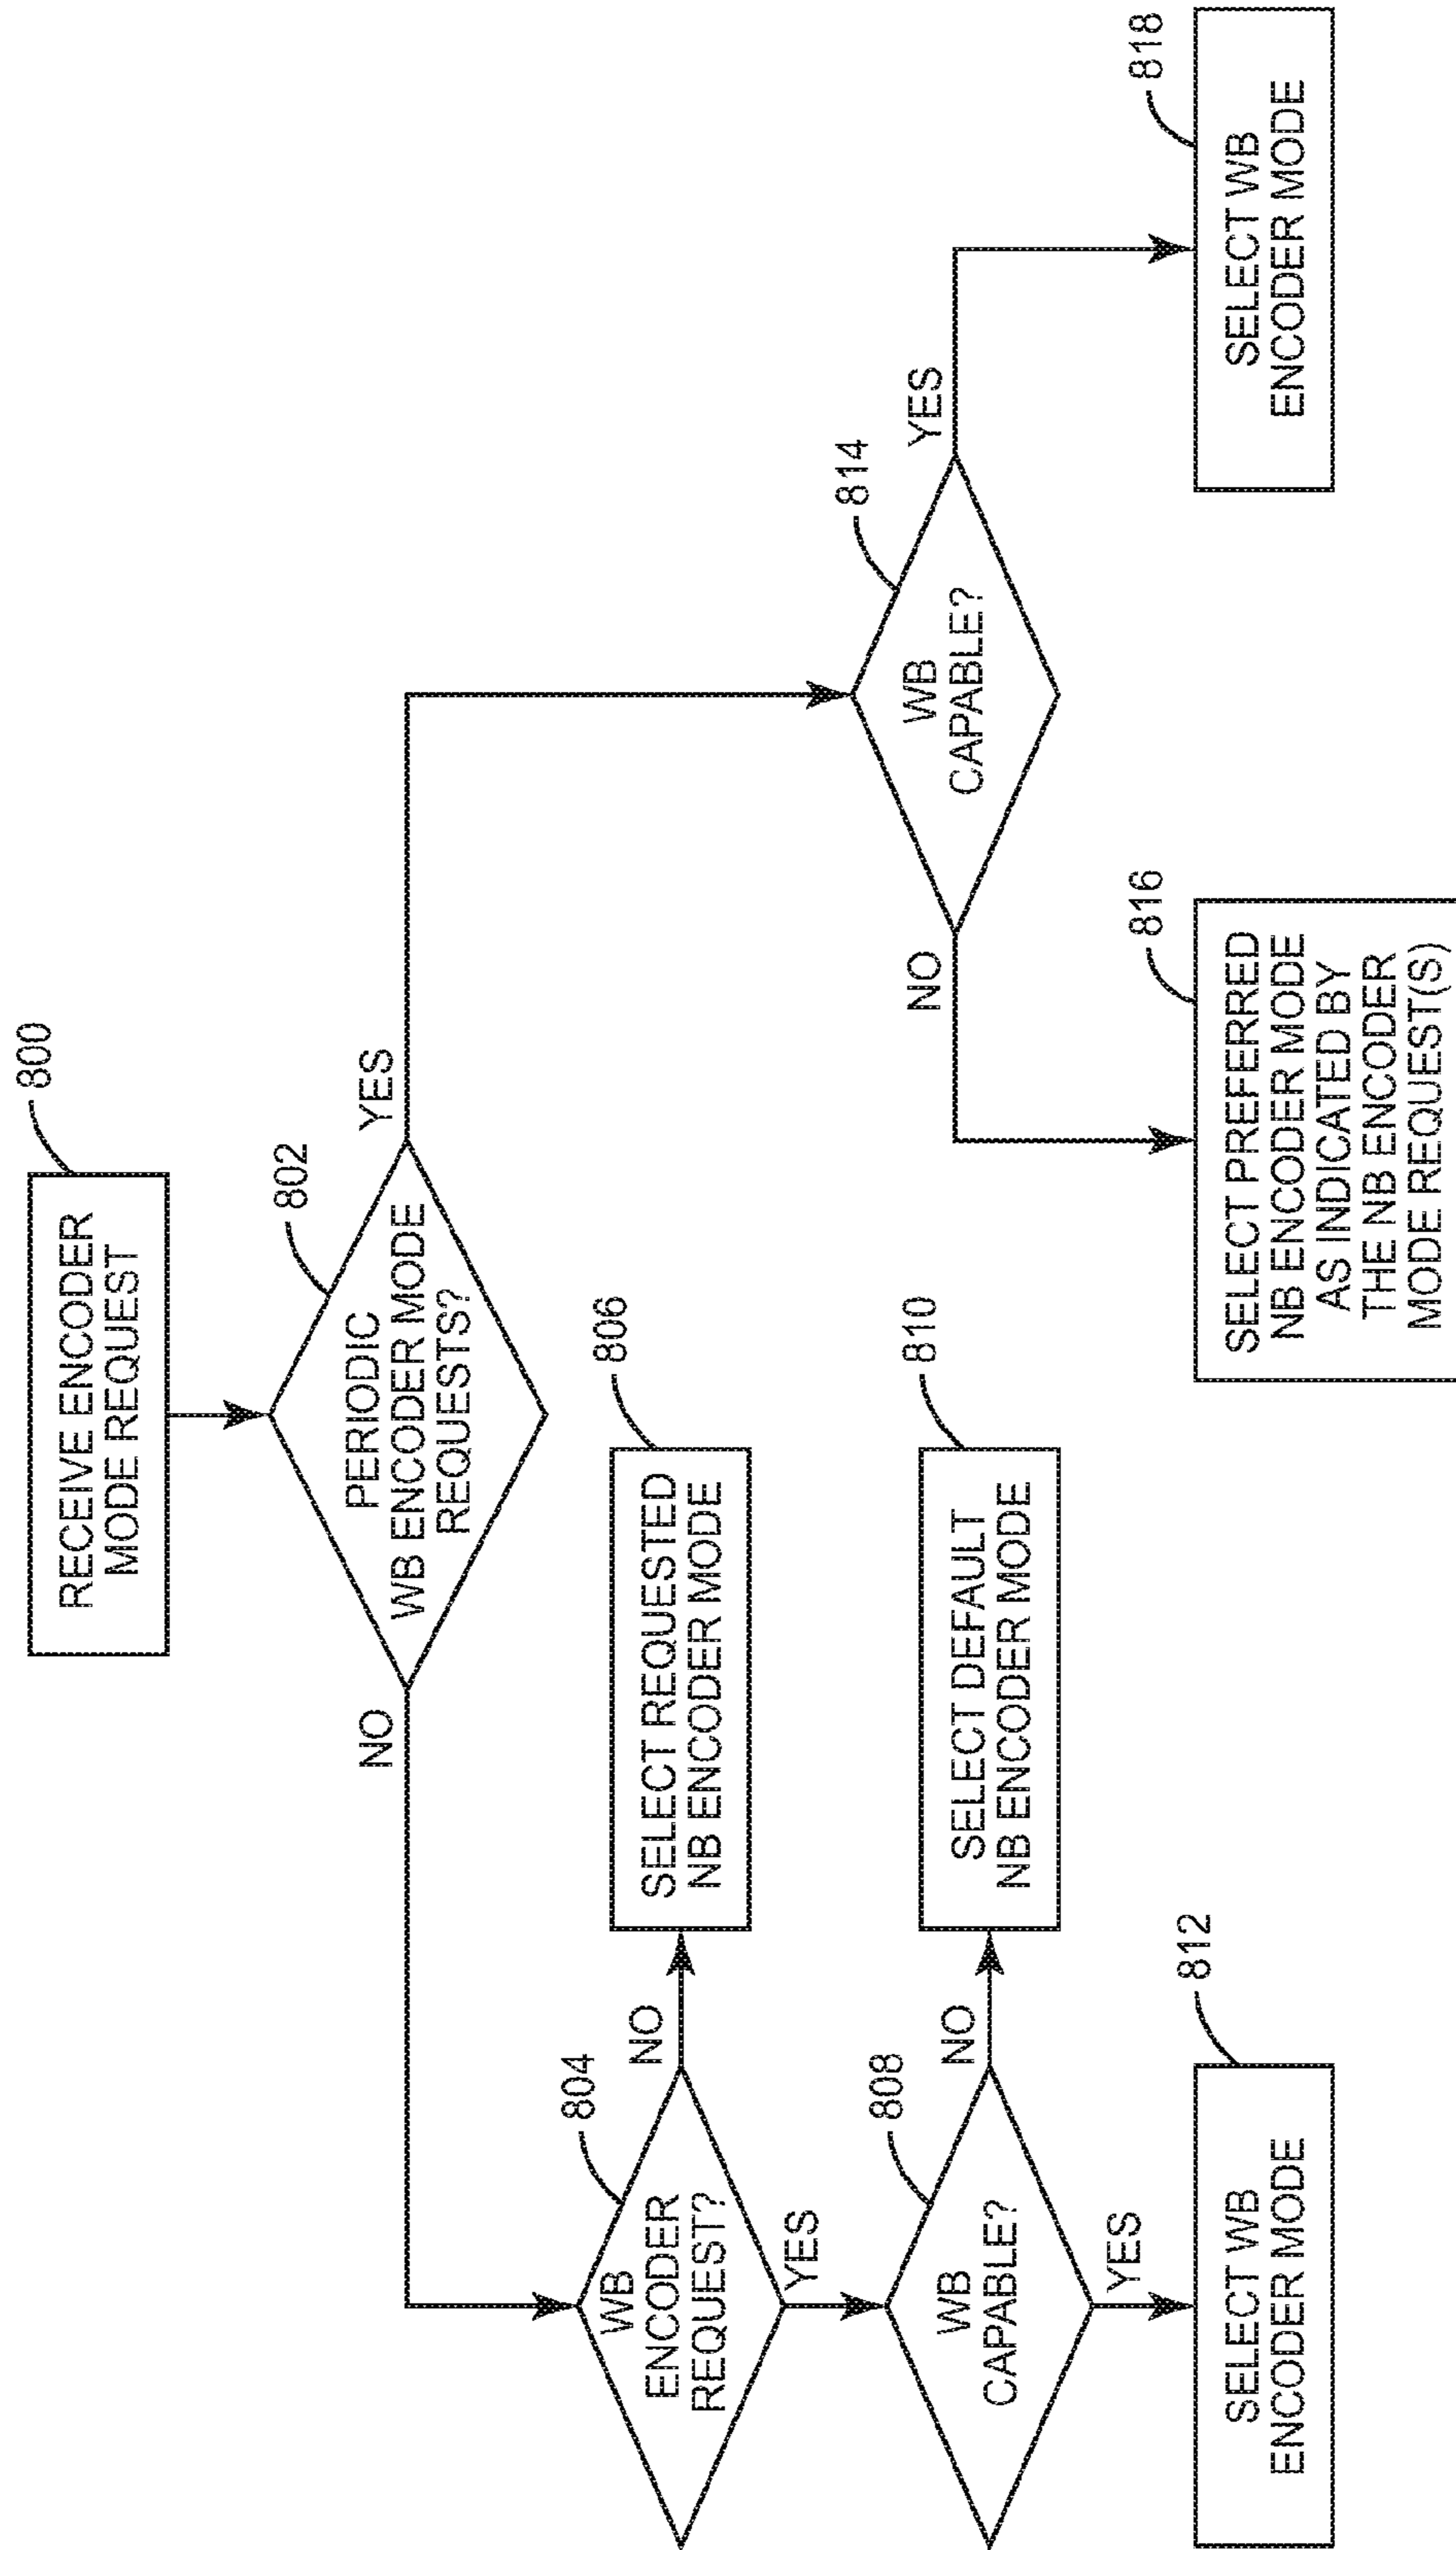 800
RECEIVE ENCODER
MODE REQUEST
802
PERIODIC
WB ENCODER MODE
REQUESTS?
NO
YES
804
WB
ENCODER
REQUEST?
NO
806
SELECT REQUESTED
NB ENCODER MODE
YES
808
WB
CAPABLE?
NO
810
SELECT DEFAULT
NB ENCODER MODE
YES
812
SELECT WB
ENCODER MODE
814
WB
CAPABLE?
NO
YES
816
SELECT PREFERRED
NB ENCODER MODE
AS INDICATED BY
THE NB ENCODER
MODE REQUEST(S)
818
SELECT WB
ENCODER MODE